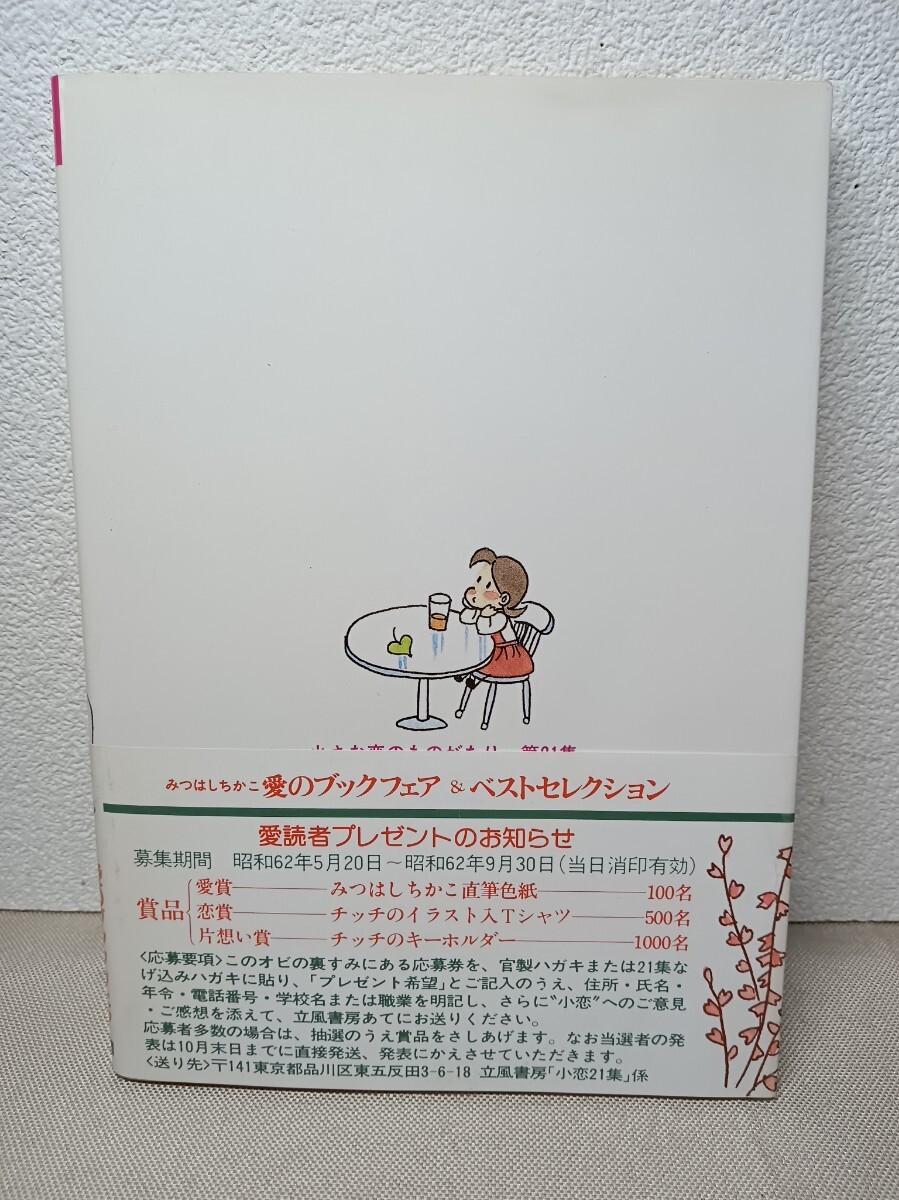 小さな恋のものがたり 第21集
みつはしちかこ 愛のブックフェア & ベストセレクション
愛読者プレゼントのお知らせ
募集期間 昭和62年5月20日～昭和62年9月30日(当日消印有効)
賞品
愛賞―みつはしちかこ直筆色紙―100名
恋賞―チッチのイラスト入Tシャツ―500名
片想い賞―チッチのキーホルダー―1000名
〈応募要項〉このオビの裏すみにある応募券を、官製ハガキまたは21集な
げ込みハガキに貼り、「プレゼント希望」とご記入のうえ、住所・氏名・
年令・電話番号・学校名または職業を明記し、さらに〝小恋〟へのご意見
・ご感想を添えて、立風書房あてにお送りください。
応募者多数の場合は、抽選のうえ賞品をさしあげます。なお当選者の発
表は10月末日までに直接発送、発表にかえさせていただきます。
〈送り先〉〒141東京都品川区東五反田3-6-18 立風書房「小恋21集」係